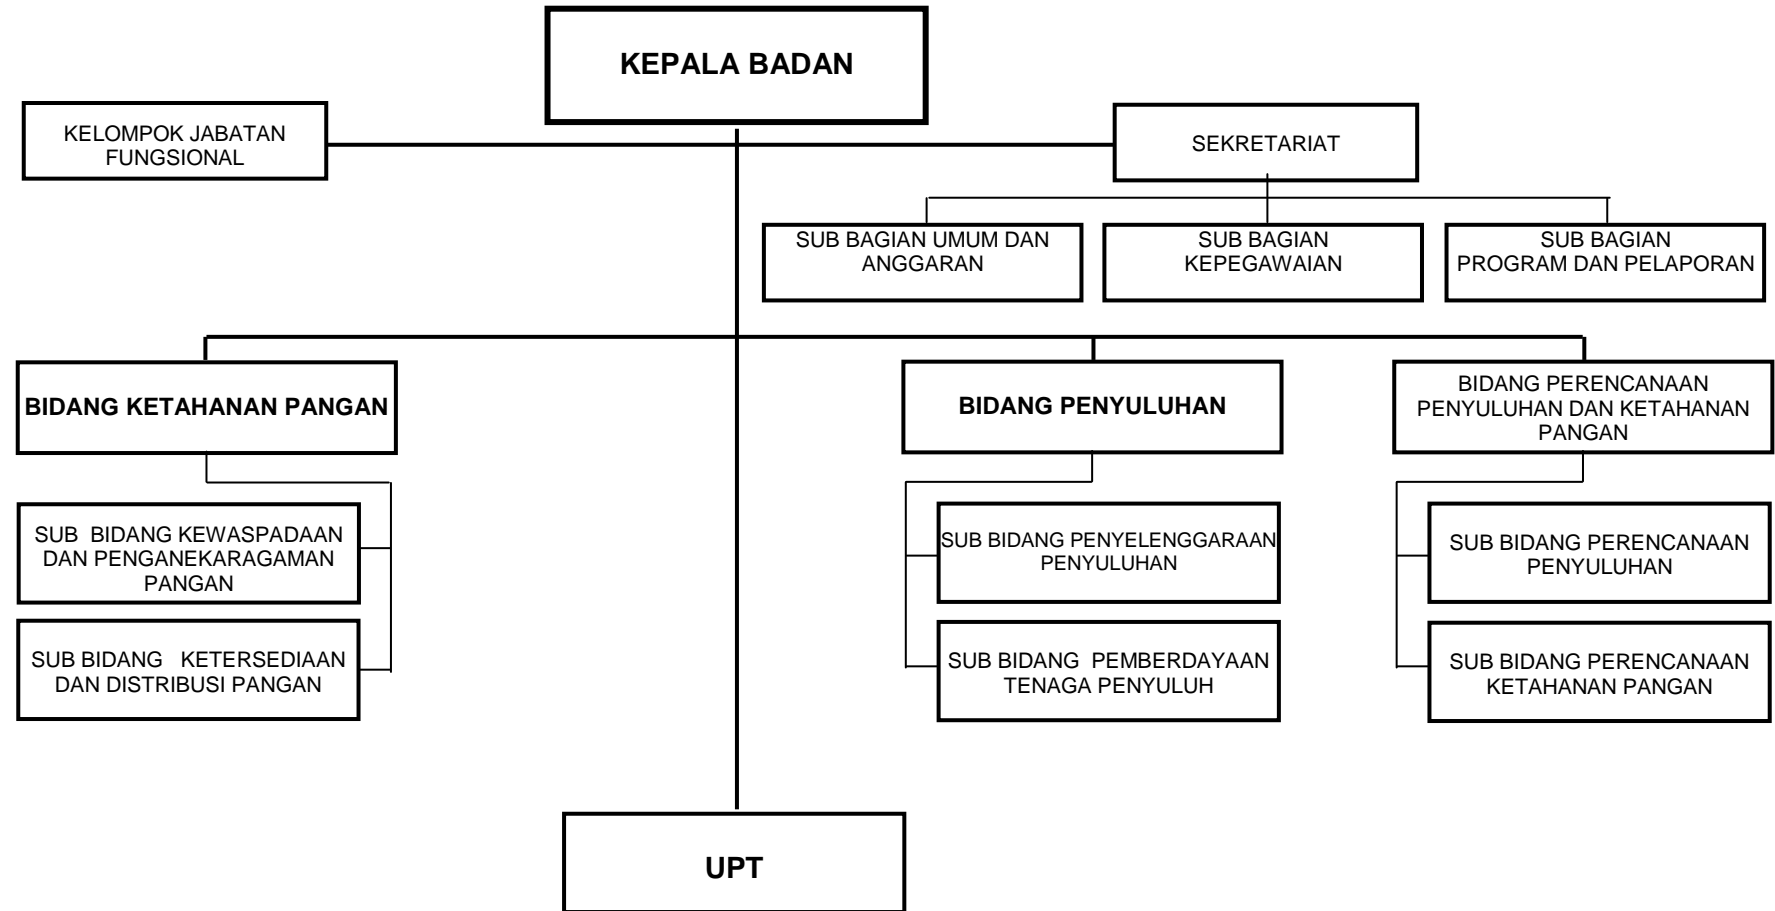 KEPALA BADAN
KELOMPOK JABATAN
FUNGSIONAL
SEKRETARIAT
SUB BAGIAN UMUM DAN
ANGGARAN
SUB BAGIAN
KEPEGAWAIAN
SUB BAGIAN
PROGRAM DAN PELAPORAN
BIDANG KETAHANAN PANGAN
BIDANG PENYULUHAN
BIDANG PERENCANAAN
PENYULUHAN DAN KETAHANAN
PANGAN
SUB BIDANG KEWASPADAAN
DAN PENGANEKARAGAMAN
PANGAN
SUB BIDANG PENYELENGGARAAN
PENYULUHAN
SUB BIDANG PERENCANAAN
PENYULUHAN
SUB BIDANG KETERSEDIAAN
DAN DISTRIBUSI PANGAN
SUB BIDANG PEMBERDAYAAN
TENAGA PENYULUH
SUB BIDANG PERENCANAAN
KETAHANAN PANGAN
UPT